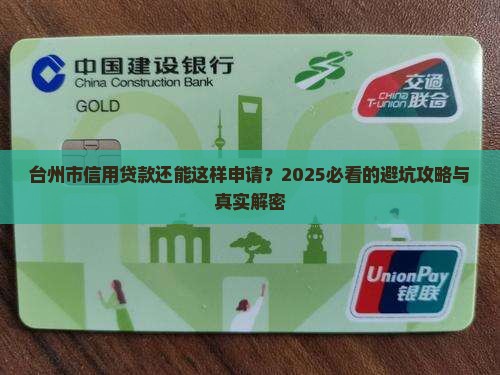 中国建设银行
China Construction Bank
GOLD
交通
联合
CHINA
T-UNION
台州市信用贷款还能这样申请？2025必看的避坑攻略与
真实解密
UnionPay
银联